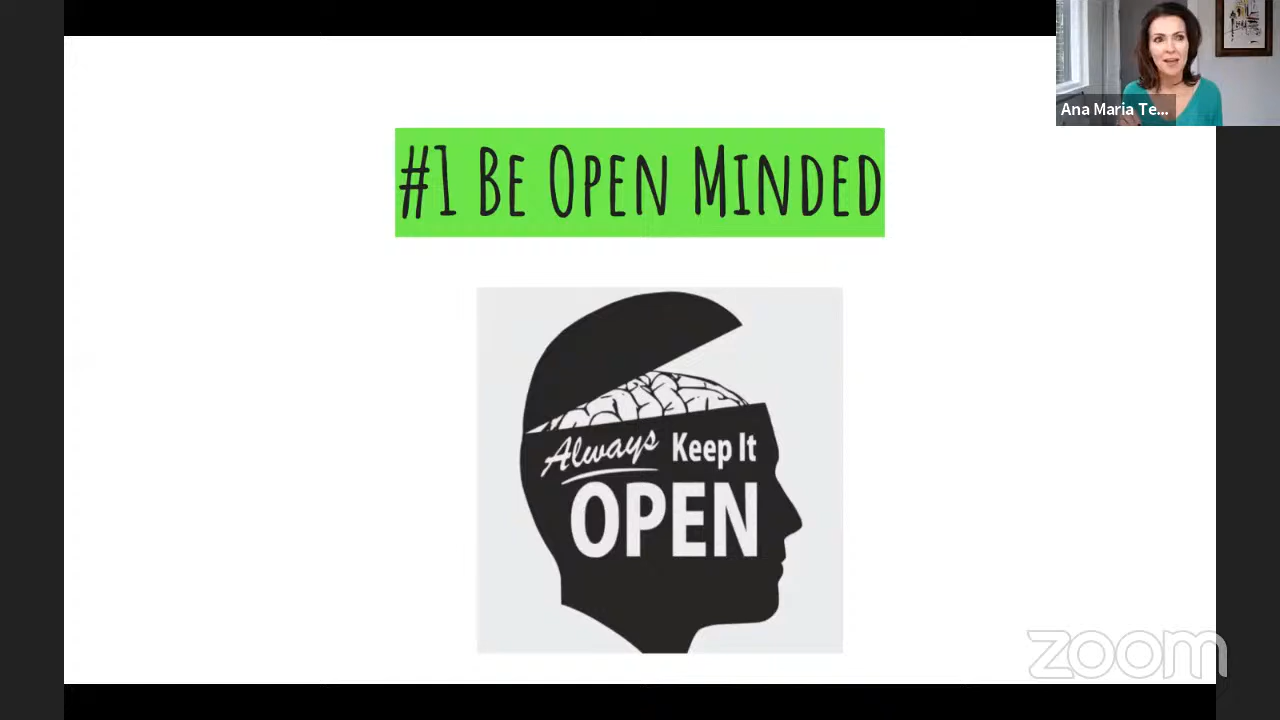 Ana Maria Te...
#1 Be Open Minded
Always Keep It
OPEN
zoom